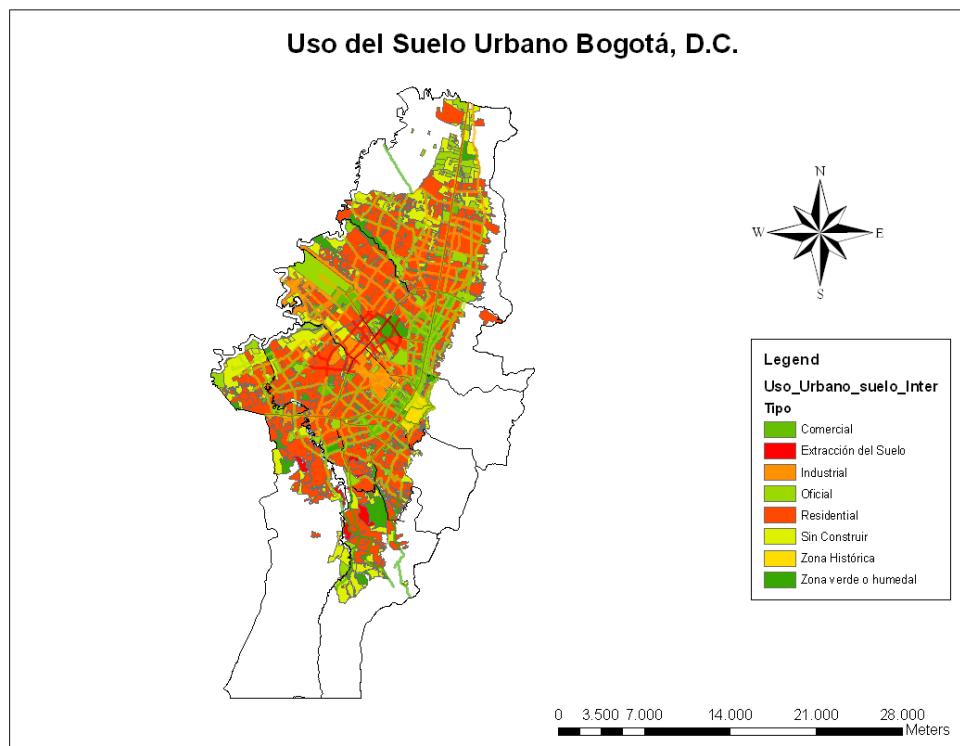 Uso del Suelo Urbano Bogotá, D.C.
N
W
E
S
Legend
Uso_Urbano_suelo_Inter
Tipo
Comercial
Extracción del Suelo
Industrial
Oficial
Residential
Sin Construir
Zona Histórica
Zona verde o humedal
0 3.500 7.000 14.000 21.000 28.000
Meters